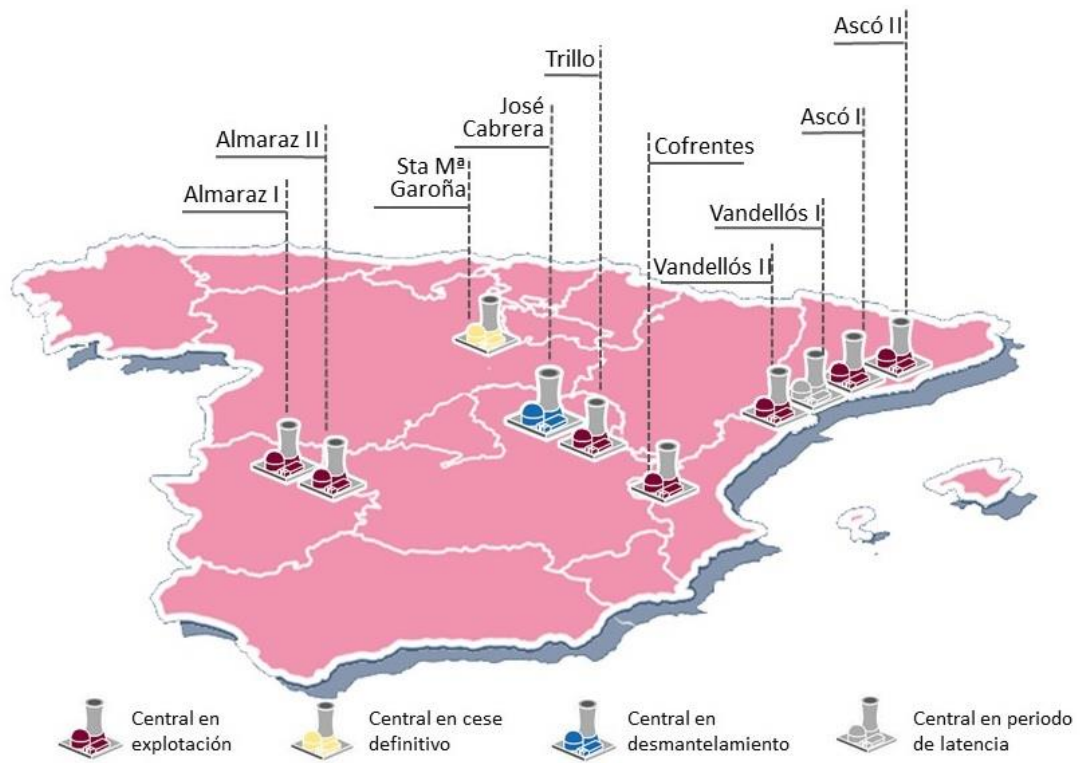 Ascó II
Trillo
José
Cabrera
Ascó I
Almaraz II
Cofrentes
Sta Mª
Garoña
Almaraz I
Vandellós I
Vandellós II
Central en
explotación
Central en cese
definitivo
Central en
desmantelamiento
Central en periodo
de latencia